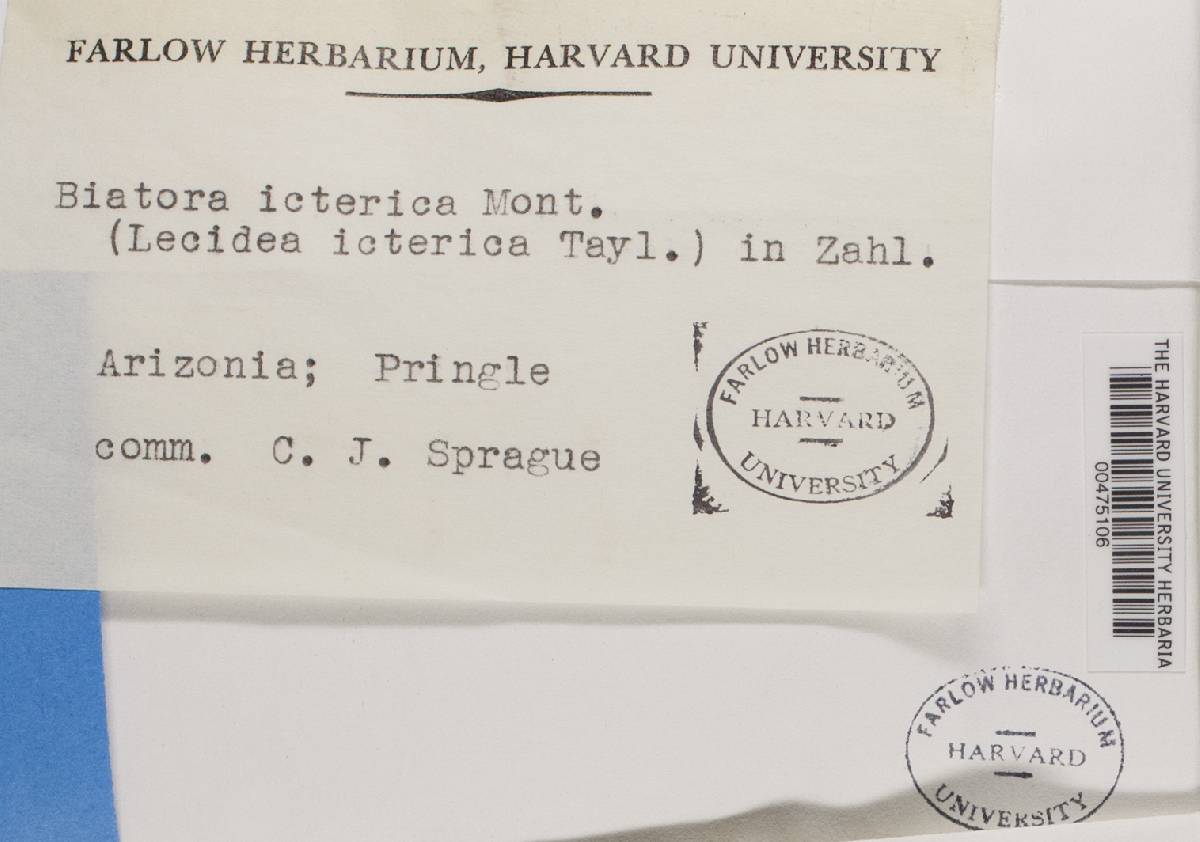 FARLOW HERBARIUM, HARVARD UNIVERSITY
Biatora icterica Mont.
(Lecidea icterica Tayl.) in Zahl.
Arizonia; Pringle
comm. C. J. Sprague
FARLOW HERBARIUM
HARVARD
UNIVERSITY
THE HARVARD UNIVERSITY HERBARIA
00475106
FARLOW HERBARIUM
HARVARD
UNIVERSITY